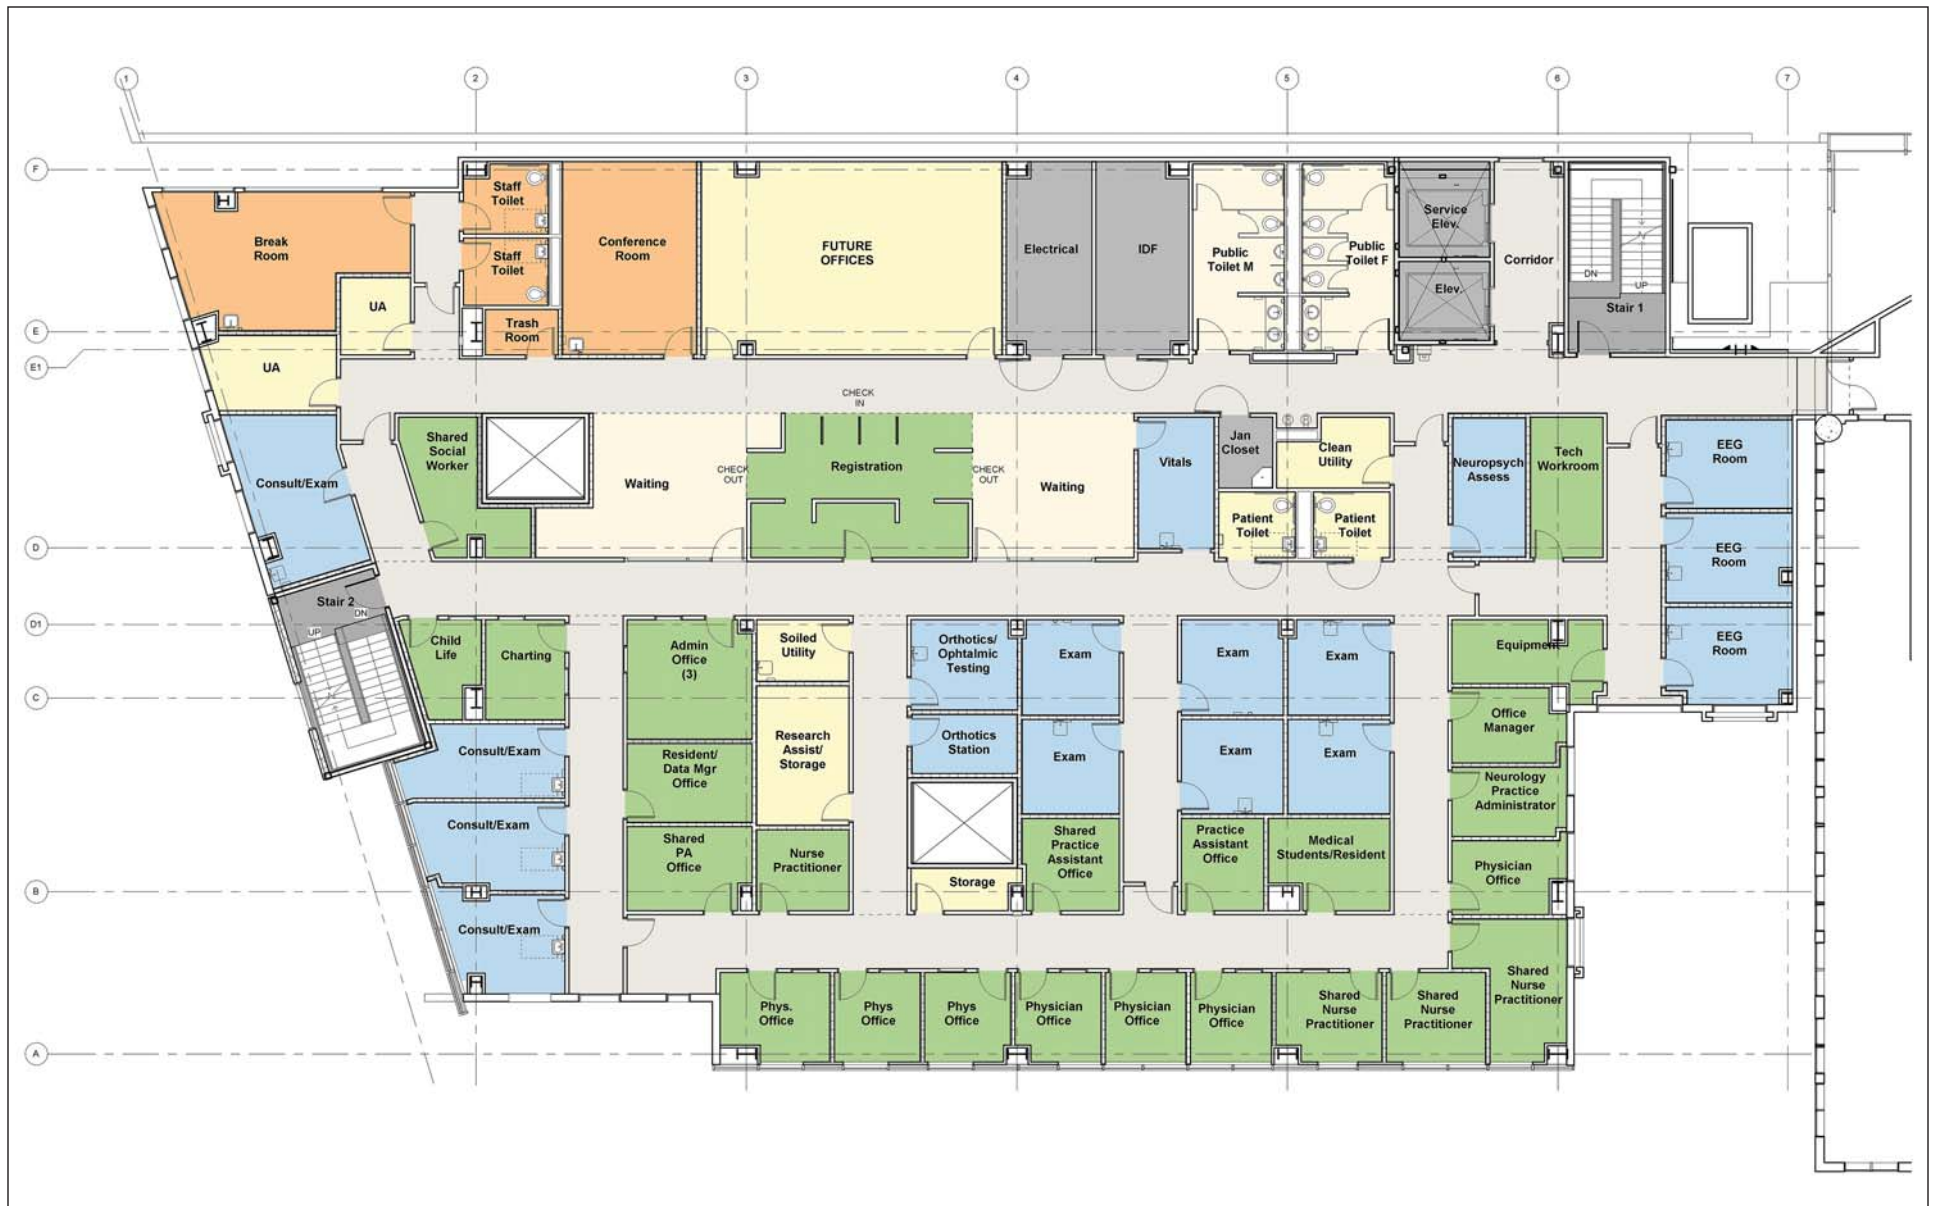 1
2
3
4
5
6
7
F
Staff
Toilet
Break
Room
Staff
Toilet
Conference
Room
FUTURE
OFFICES
Electrical
IDF
Public
Toilet M
Public
Toilet F
Service
Elev.
Elev.
Corridor
DN
UP
Stair 1
UA
Trash
Room
E
E1
UA
CHECK
IN
Consult/Exam
Shared
Social
Worker
Waiting
CHECK
OUT
Registration
CHECK
OUT
Waiting
Vitals
Jan
Closet
Clean
Utility
Neuropsych
Assess
Tech
Workroom
EEG
Room
Patient
Toilet
Patient
Toilet
EEG
Room
D
Stair 2
DN
UP
D1
Child
Life
Charting
Admin
Office
(3)
Soiled
Utility
Orthotics/
Ophtalmic
Testing
Exam
Exam
Exam
Equipment
EEG
Room
C
Consult/Exam
Resident/
Data Mgr
Office
Research
Assist/
Storage
Orthotics
Station
Exam
Exam
Exam
Office
Manager
Consult/Exam
Neurology
Practice
Administrator
Shared
PA
Office
Nurse
Practitioner
Shared
Practice
Assistant
Office
Practice
Assistant
Office
Medical
Students/Resident
Physician
Office
B
Storage
Consult/Exam
Phys.
Office
Phys
Office
Phys
Office
Physician
Office
Physician
Office
Physician
Office
Shared
Nurse
Practitioner
Shared
Nurse
Practitioner
Shared
Nurse
Practitioner
A